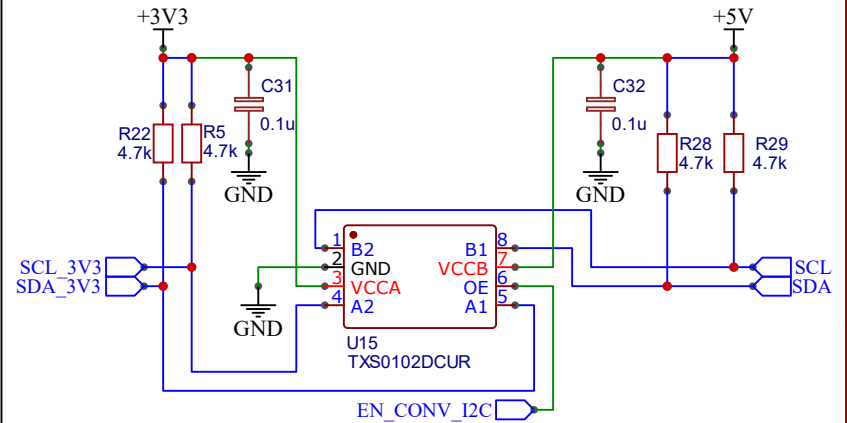 +3V3
+5V
C31
0.1u
C32
0.1u
R22
4.7k
R5
4.7k
R28
4.7k
R29
4.7k
GND
GND
1 B2
2 GND
3 VCCA
4 A2
B1 8
VCCB 7
OE 6
A1 5
SCL_3V3
SDA_3V3
SCL
SDA
GND
U15
TXS0102DCUR
EN_CONV_I2C